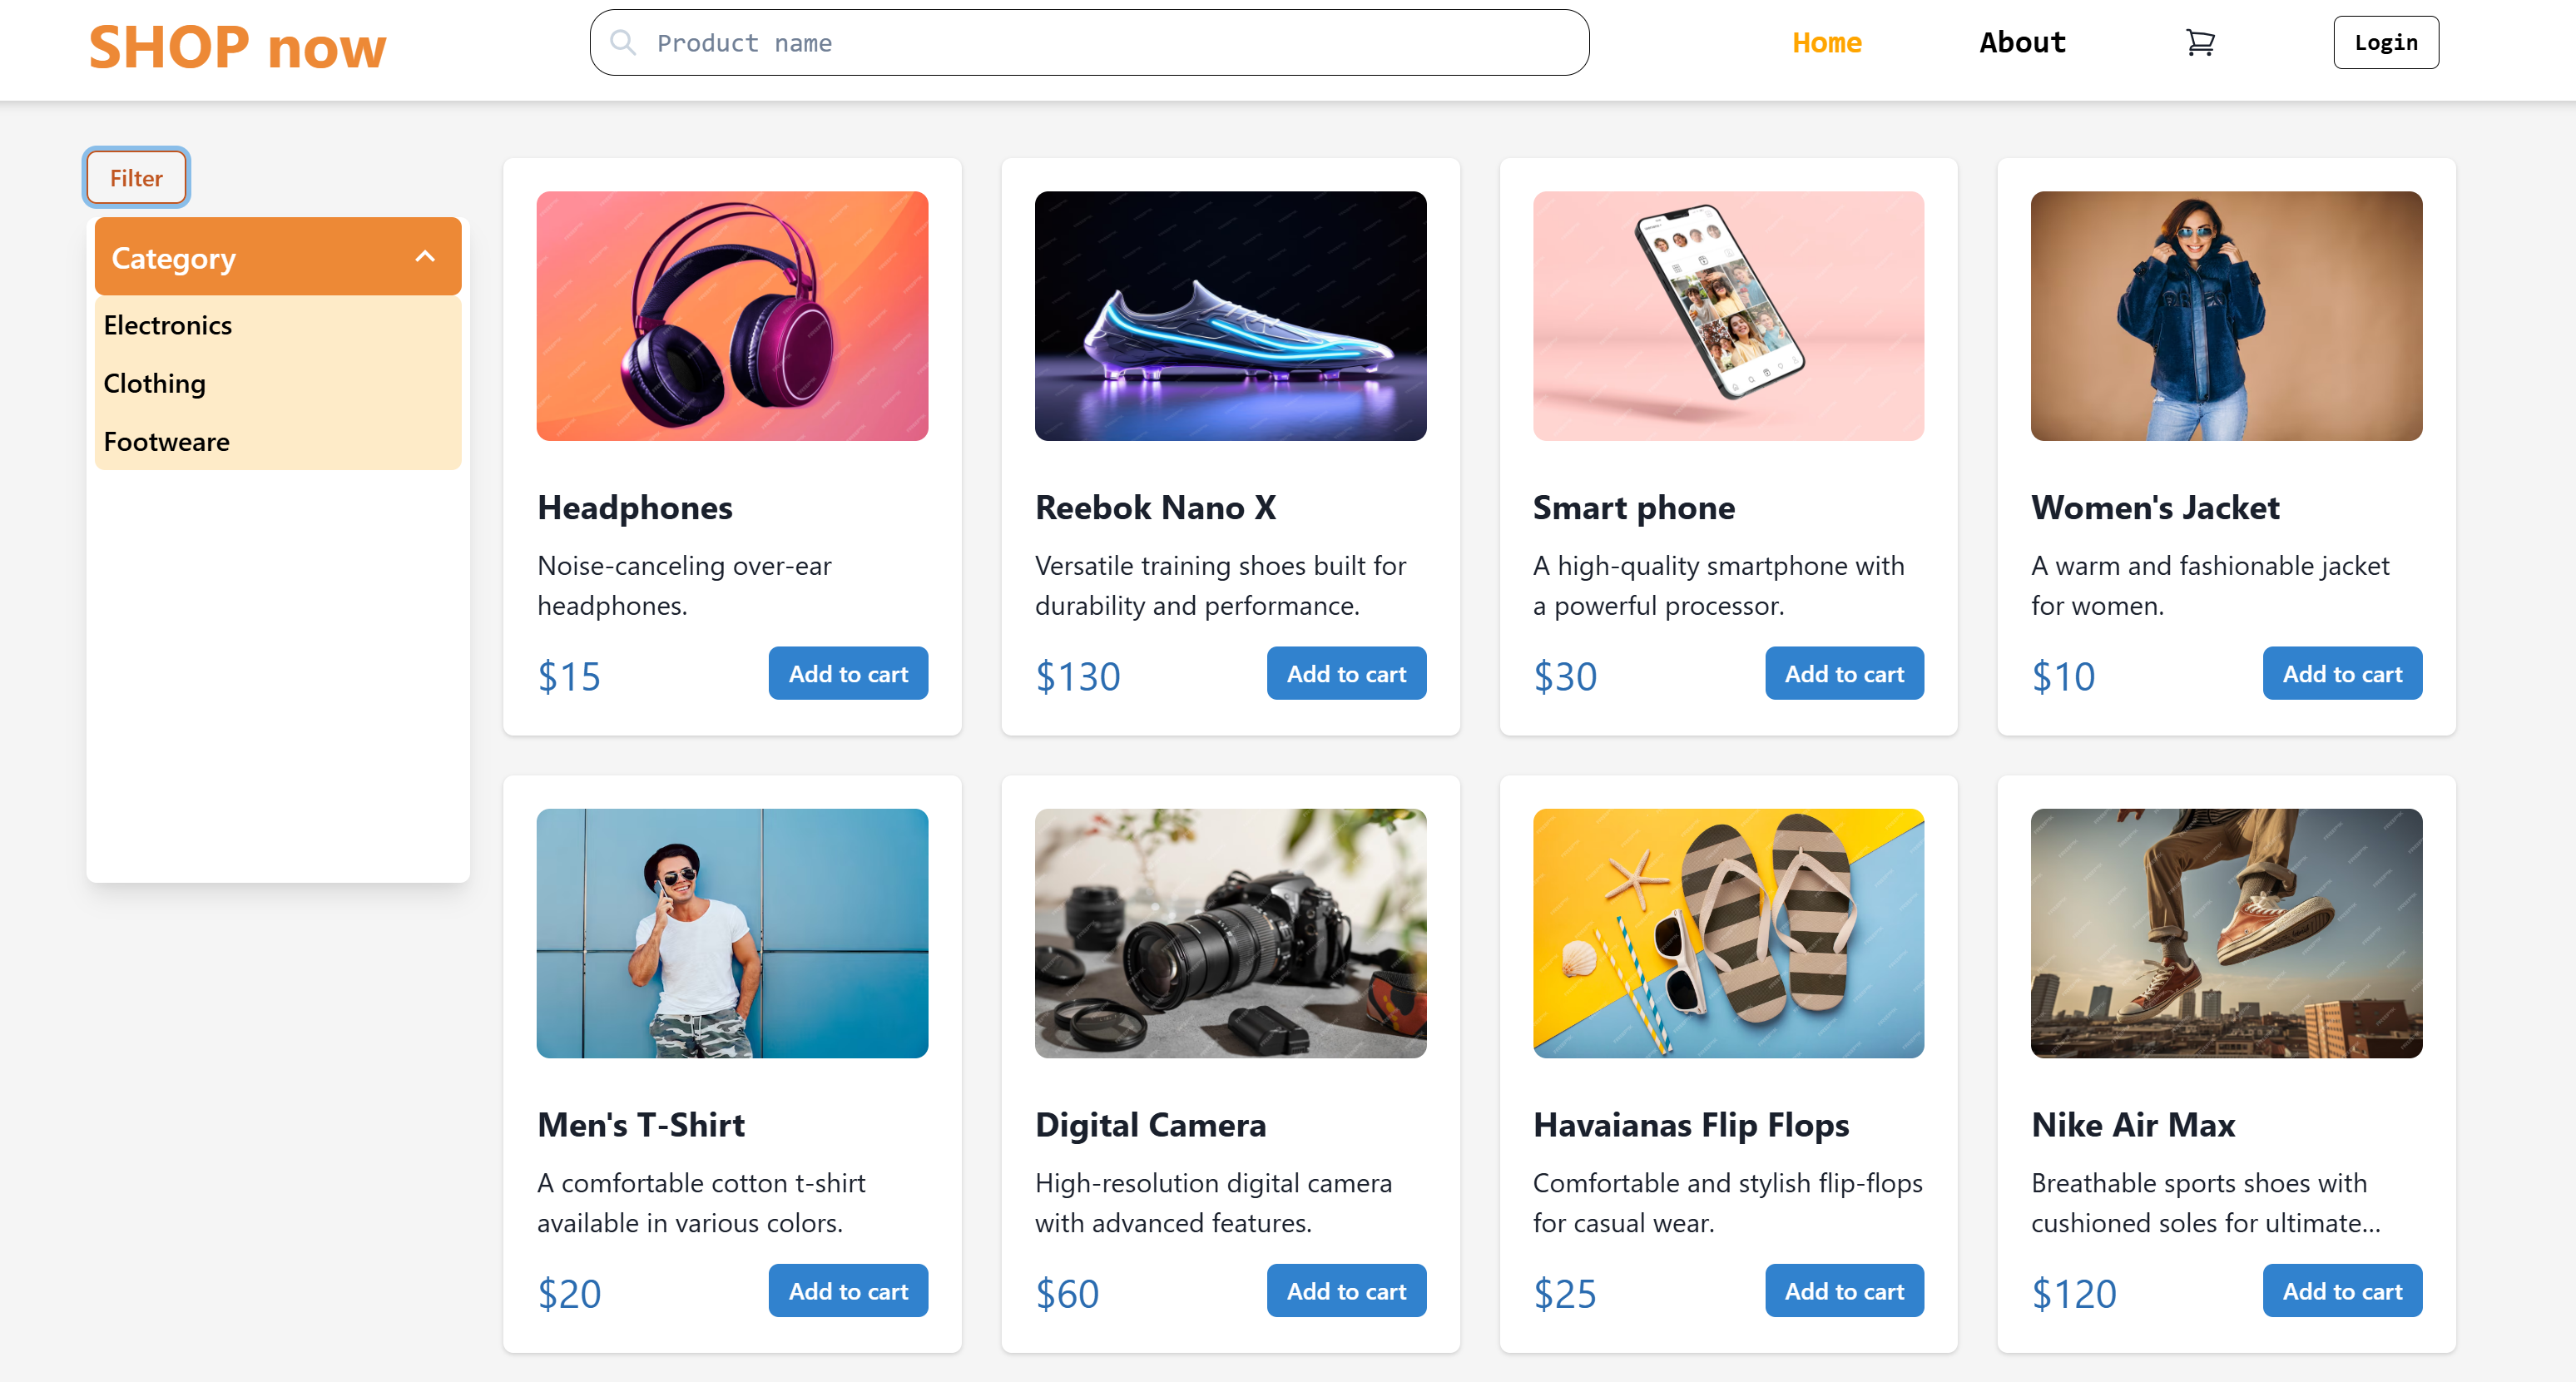 SHOP now
Product name
Home
About
Login
Filter
Category
Electronics
Clothing
Footweare
Headphones
Noise-canceling over-ear
headphones.
$15
Add to cart
Reebok Nano X
Versatile training shoes built for
durability and performance.
$130
Add to cart
Smart phone
A high-quality smartphone with
a powerful processor.
$30
Add to cart
Women's Jacket
A warm and fashionable jacket
for women.
$10
Add to cart
Men's T-Shirt
A comfortable cotton t-shirt
available in various colors.
$20
Add to cart
Digital Camera
High-resolution digital camera
with advanced features.
$60
Add to cart
Havaianas Flip Flops
Comfortable and stylish flip-flops
for casual wear.
$25
Add to cart
Nike Air Max
Breathable sports shoes with
cushioned soles for ultimate...
$120
Add to cart